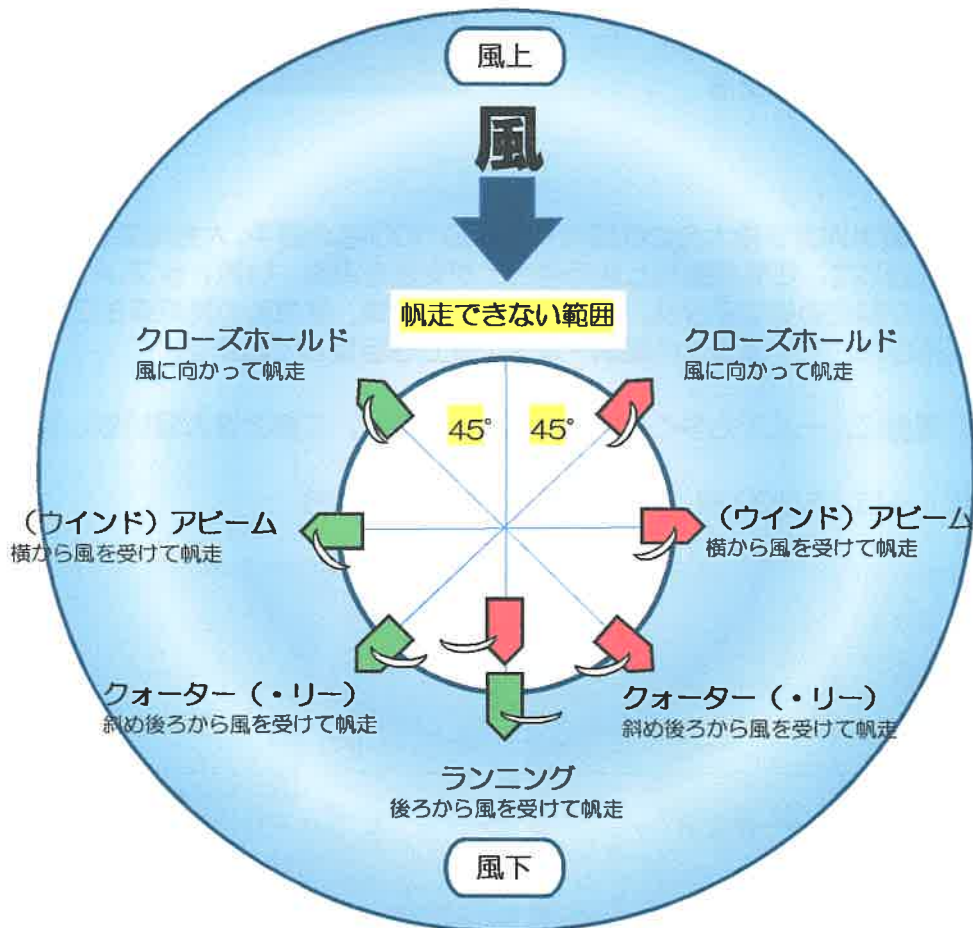 風上
風
帆走できない範囲
クローズホールド
風に向かって帆走
クローズホールド
風に向かって帆走
45°
45°
（ウインド）アビーム
横から風を受けて帆走
（ウインド）アビーム
横から風を受けて帆走
クォーター（・リー）
斜め後ろから風を受けて帆走
クォーター（・リー）
斜め後ろから風を受けて帆走
ランニング
後ろから風を受けて帆走
風下